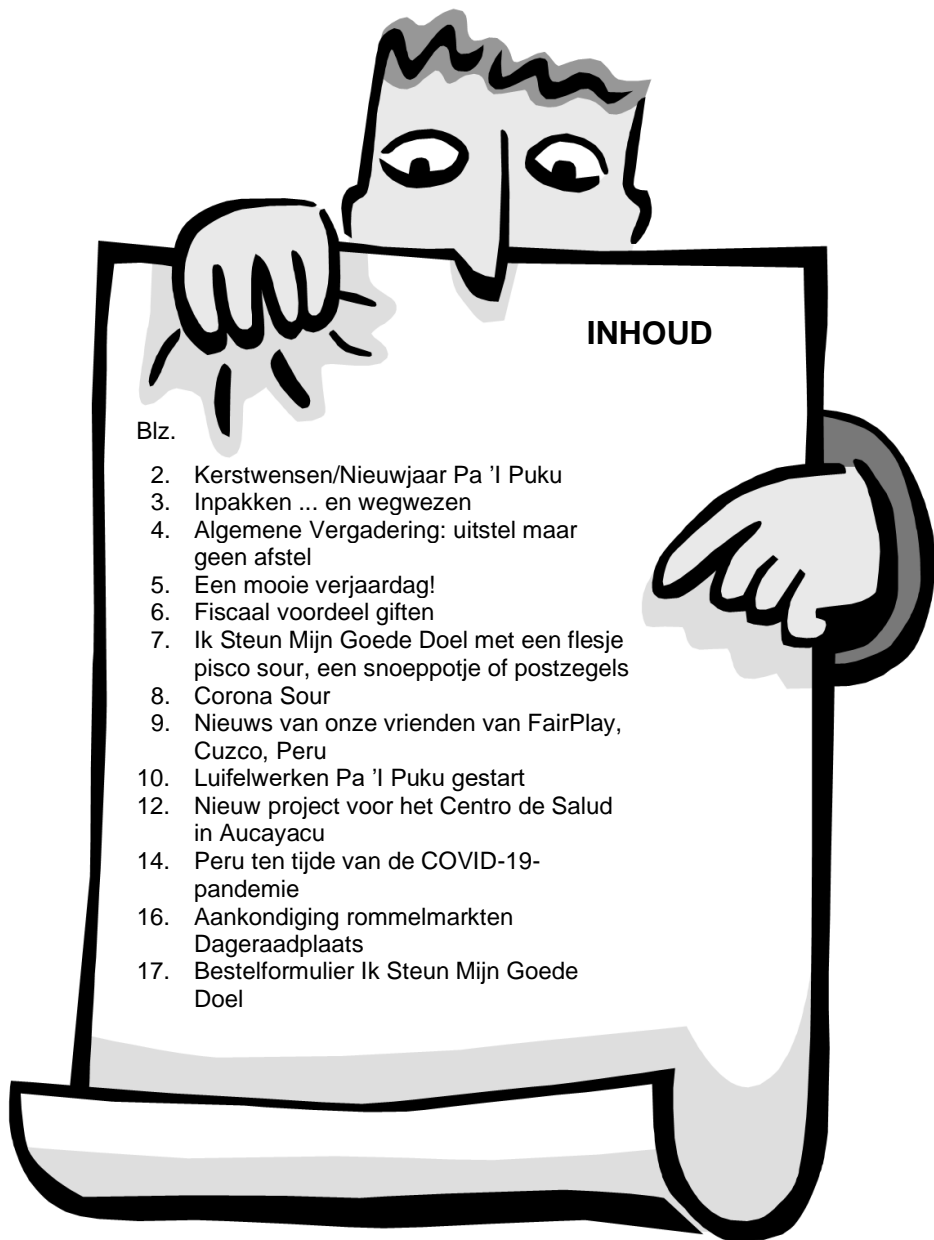 INHOUD
Blz.
2. Kerstwensen/Nieuwjaar Pa ’I Puku
3. Inpakken ... en wegwezen
4. Algemene Vergadering: uitstel maar
geen afstel
5. Een mooie verjaardag!
6. Fiscaal voordeel giften
7. Ik Steun Mijn Goede Doel met een flesje
pisco sour, een snoeppotje of postzegels
8. Corona Sour
9. Nieuws van onze vrienden van FairPlay,
Cuzco, Peru
10. Luifelwerken Pa ’I Puku gestart
12. Nieuw project voor het Centro de Salud
in Aucayacu
14. Peru ten tijde van de COVID-19-
pandemie
16. Aankondiging rommelmarkten
Dageraadplaats
17. Bestelformulier Ik Steun Mijn Goede
Doel